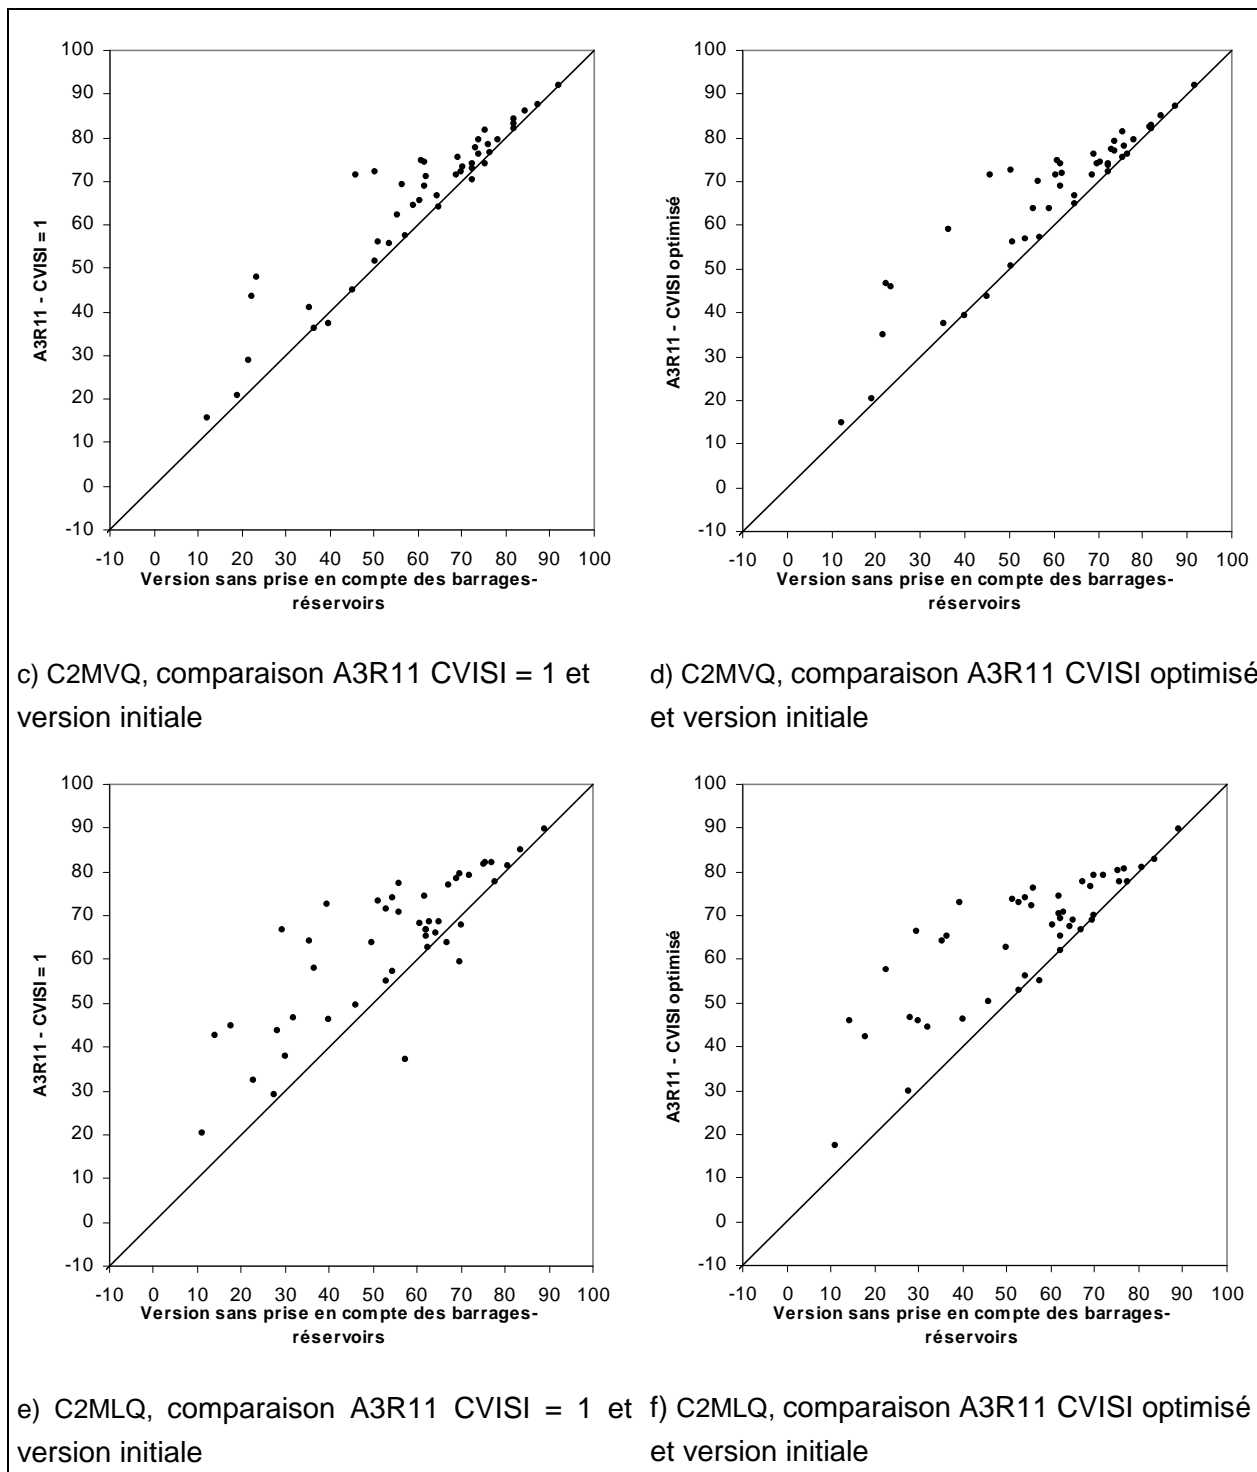 100
90
80
70
60
50
40
30
20
10
0
-10
A3R11 - CVISI = 1
-10 0 10 20 30 40 50 60 70 80 90 100
Version sans prise en compte des barrages-
réservoirs
100
90
80
70
60
50
40
30
20
10
0
-10
A3R11 - CVISI optimisé
-10 0 10 20 30 40 50 60 70 80 90 100
Version sans prise en compte des barrages-
réservoirs
c) C2MVQ, comparaison A3R11 CVISI = 1 et
version initiale
d) C2MVQ, comparaison A3R11 CVISI optimisé
et version initiale
100
90
80
70
60
50
40
30
20
10
0
-10
A3R11 - CVISI = 1
-10 0 10 20 30 40 50 60 70 80 90 100
Version sans prise en compte des barrages-
réservoirs
100
90
80
70
60
50
40
30
20
10
0
-10
A3R11 - CVISI optimisé
-10 0 10 20 30 40 50 60 70 80 90 100
Version sans prise en compte des barrages-
réservoirs
e) C2MLQ, comparaison A3R11 CVISI = 1 et
version initiale
f) C2MLQ, comparaison A3R11 CVISI optimisé
et version initiale